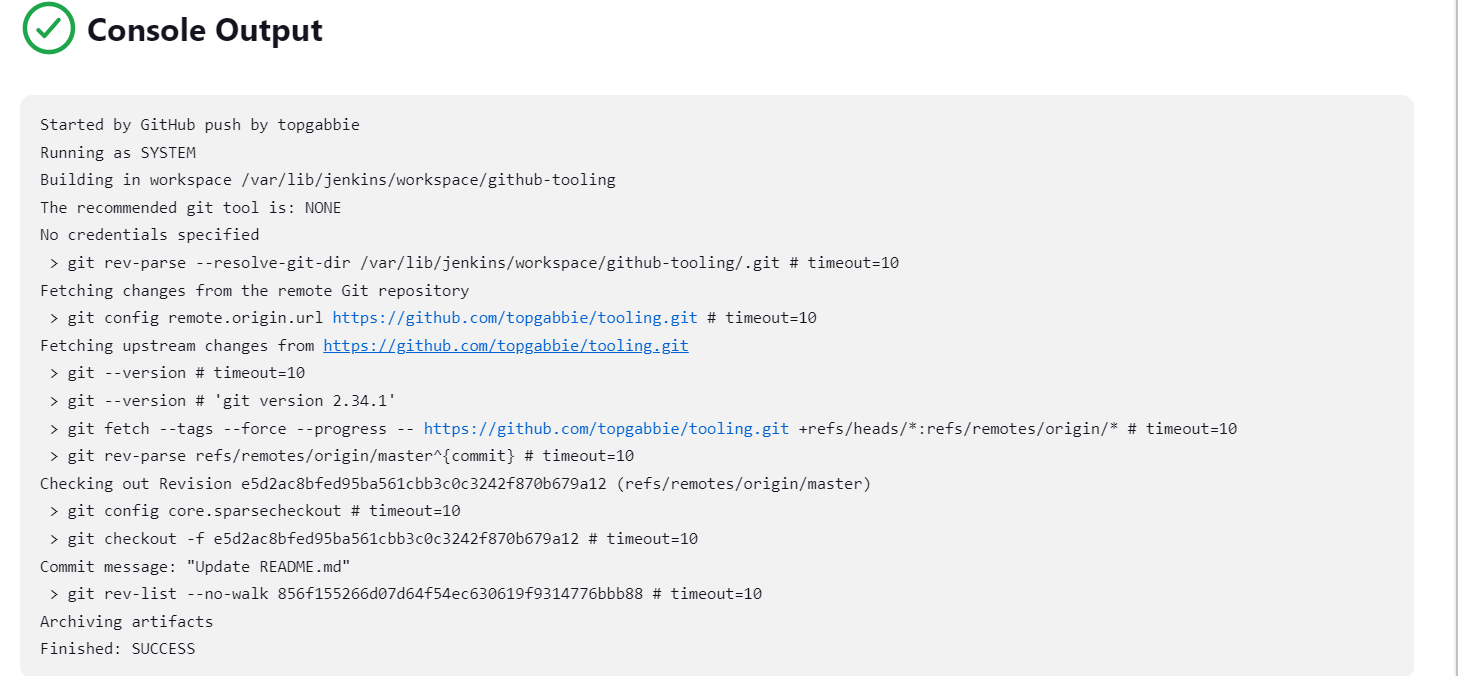 Console Output
Started by GitHub push by topgabbie
Running as SYSTEM
Building in workspace /var/lib/jenkins/workspace/github-tooling
The recommended git tool is: NONE
No credentials specified
 > git rev-parse --resolve-git-dir /var/lib/jenkins/workspace/github-tooling/.git # timeout=10
Fetching changes from the remote Git repository
 > git config remote.origin.url https://github.com/topgabbie/tooling.git # timeout=10
Fetching upstream changes from https://github.com/topgabbie/tooling.git
 > git --version # timeout=10
 > git --version # 'git version 2.34.1'
 > git fetch --tags --force --progress -- https://github.com/topgabbie/tooling.git +refs/heads/*:refs/remotes/origin/* # timeout=10
 > git rev-parse refs/remotes/origin/master^{commit} # timeout=10
Checking out Revision e5d2ac8bfed95ba561cbb3c0c3242f870b679a12 (refs/remotes/origin/master)
 > git config core.sparsecheckout # timeout=10
 > git checkout -f e5d2ac8bfed95ba561cbb3c0c3242f870b679a12 # timeout=10
Commit message: "Update README.md"
 > git rev-list --no-walk 856f155266d07d64f54ec630619f9314776bbb88 # timeout=10
Archiving artifacts
Finished: SUCCESS